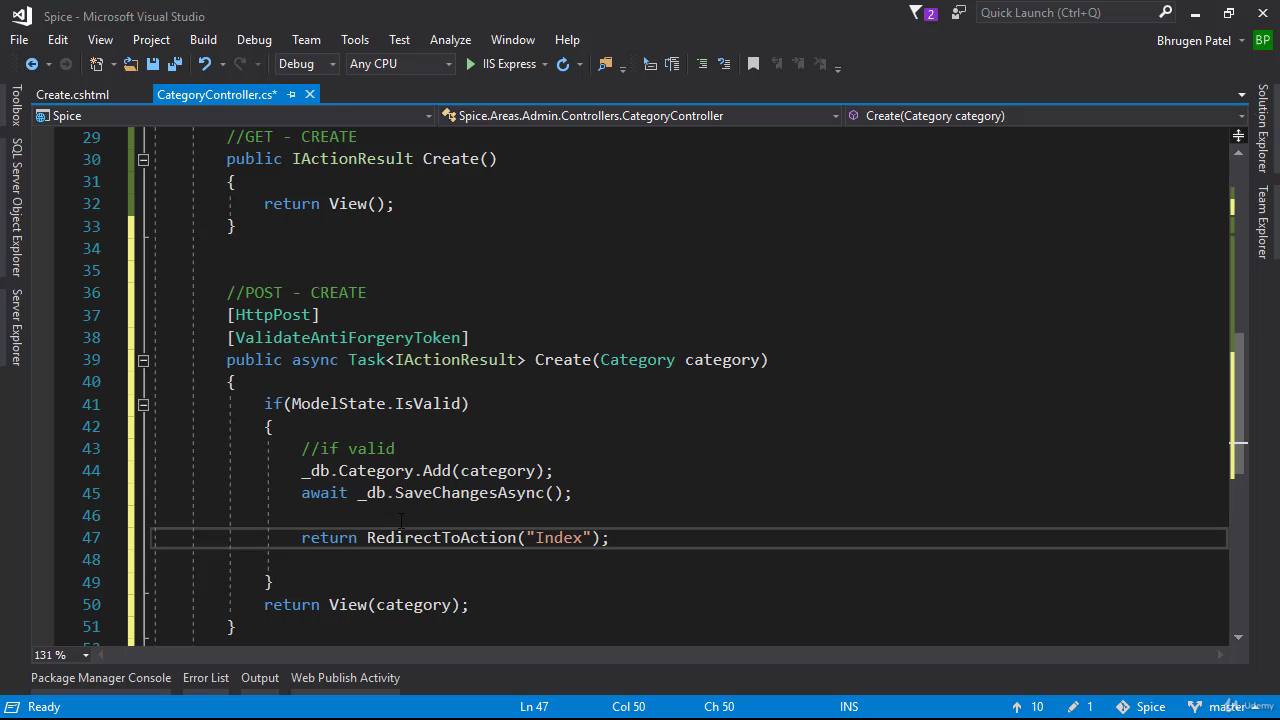 Spice - Microsoft Visual Studio
2
Quick Launch (Ctrl+Q)
File Edit View Project Build Debug Team Tools Test Analyze Window Help
Bhrugen Patel
BP
Debug Any CPU IIS Express
Create.cshtml CategoryController.cs*
Spice Spice.Areas.Admin.Controllers.CategoryController Create(Category category)
Toolbox
SQL Server Object Explorer
Server Explorer
Solution Explorer
Team Explorer
29 //GET - CREATE
30 public IActionResult Create()
31 {
32 return View();
33 }
34
35
36 //POST - CREATE
37 [HttpPost]
38 [ValidateAntiForgeryToken]
39 public async Task<IActionResult> Create(Category category)
40 {
41 if(ModelState.IsValid)
42 {
43 //if valid
44 _db.Category.Add(category);
45 await _db.SaveChangesAsync();
46
47 return RedirectToAction("Index");
48
49 }
50 return View(category);
51 }
131 %
Package Manager Console Error List Output Web Publish Activity
Ready Ln 47 Col 50 Ch 50 INS 10 1 Spice master
Udemy